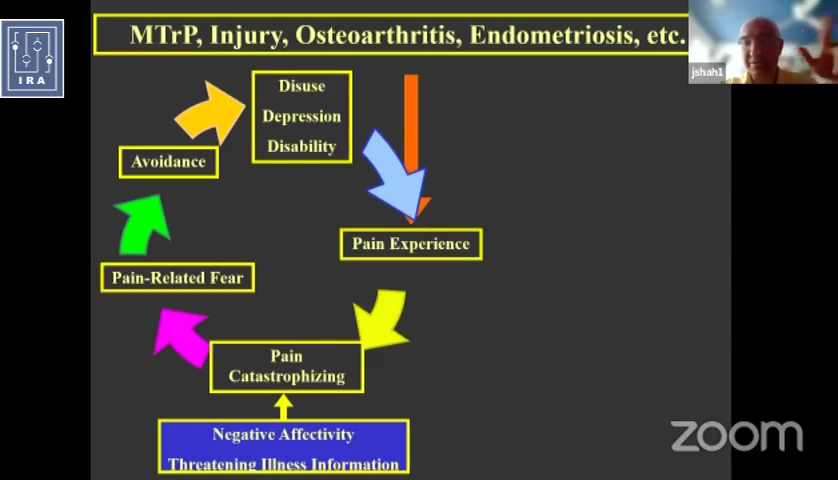 MTrP, Injury, Osteoarthritis, Endometriosis, etc.
jshah1
IRA
Disuse
Depression
Disability
Avoidance
Pain Experience
Pain-Related Fear
Pain
Catastrophizing
Negative Affectivity
Threatening Illness Information
zoom